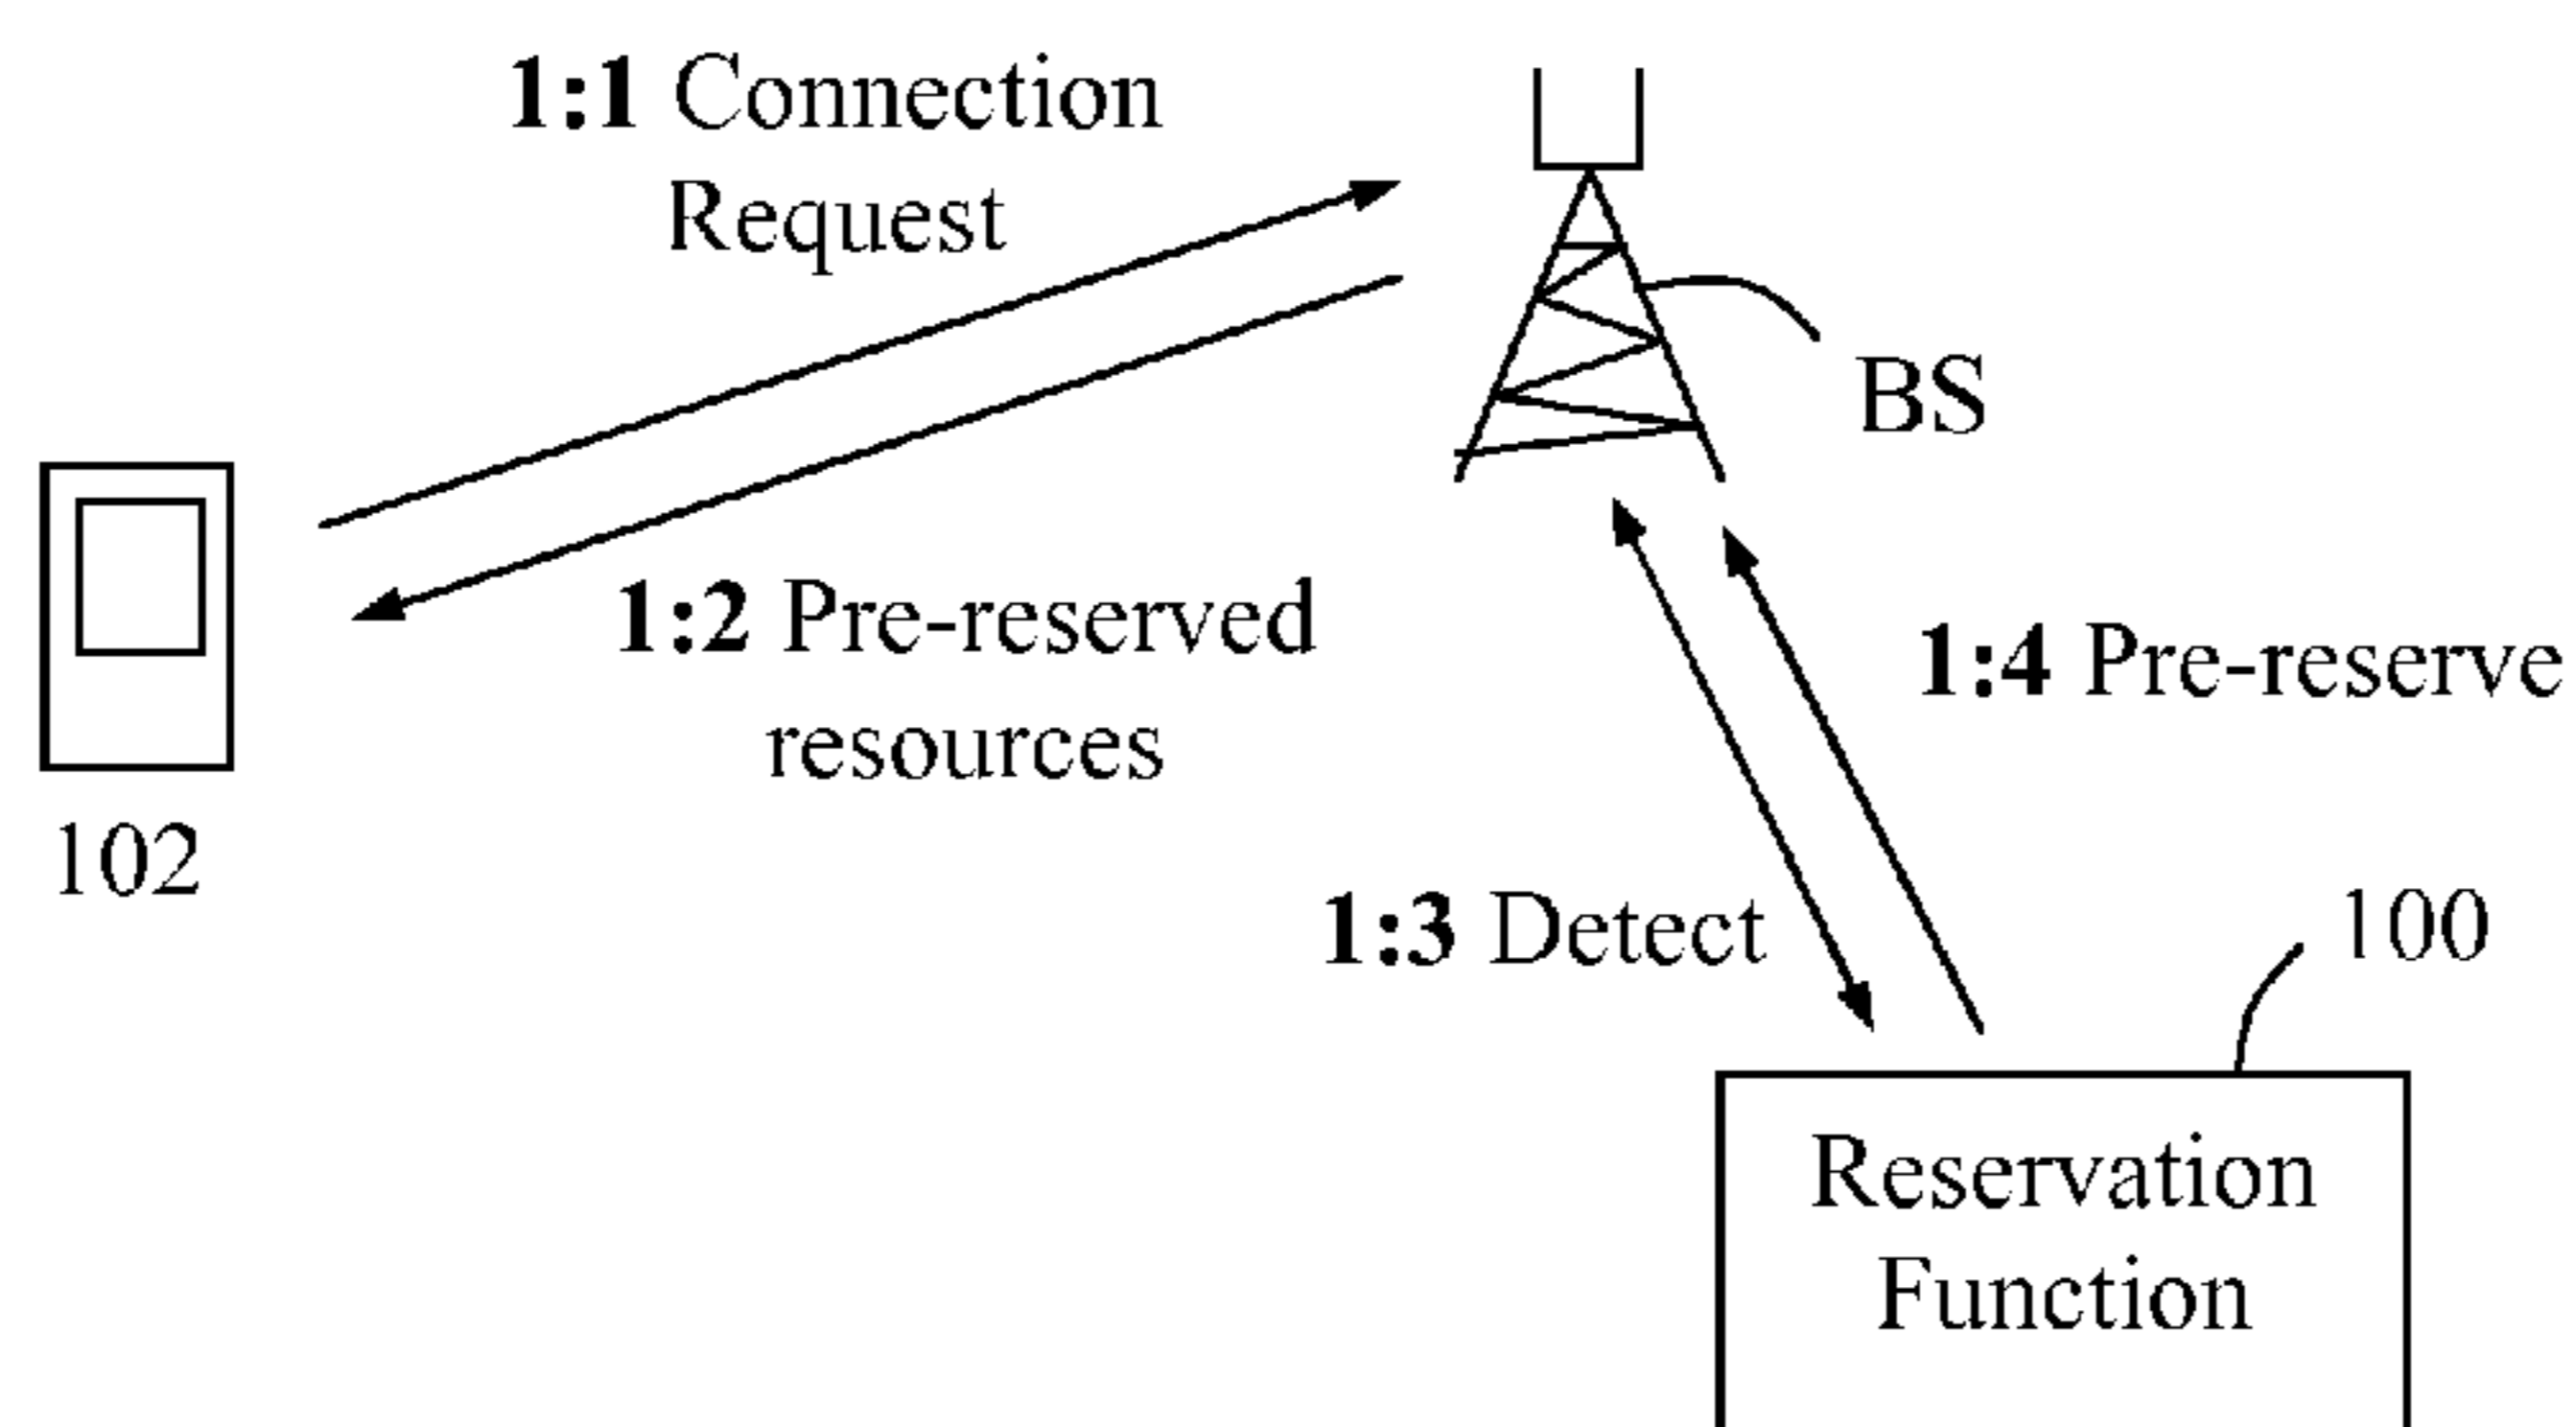 1:1 Connection
Request
BS
1:2 Pre-reserved
resources
1:4 Pre-reserve
102
1:3 Detect
100
Reservation
Function